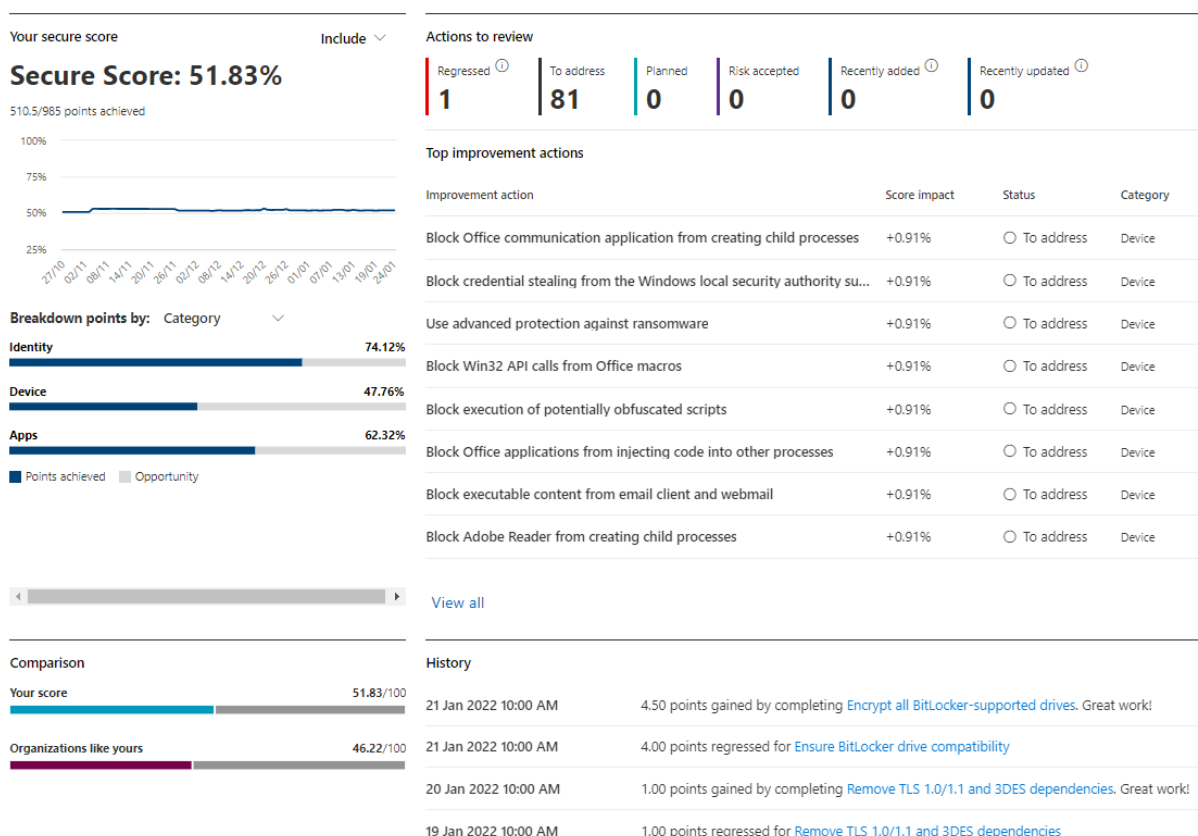 Your secure score
Include
Secure Score: 51.83%
510.5/985 points achieved
100%
75%
50%
25%
27/10 02/11 08/11 14/11 20/11 26/11 02/12 08/12 14/12 20/12 26/12 01/01 07/01 13/01 19/01 24/01
Breakdown points by: Category
Identity 74.12%
Device 47.76%
Apps 62.32%
Points achieved Opportunity
Actions to review
Regressed To address Planned Risk accepted Recently added Recently updated
1 81 0 0 0 0
Top improvement actions
Improvement action Score impact Status Category
Block Office communication application from creating child processes +0.91% To address Device
Block credential stealing from the Windows local security authority su... +0.91% To address Device
Use advanced protection against ransomware +0.91% To address Device
Block Win32 API calls from Office macros +0.91% To address Device
Block execution of potentially obfuscated scripts +0.91% To address Device
Block Office applications from injecting code into other processes +0.91% To address Device
Block executable content from email client and webmail +0.91% To address Device
Block Adobe Reader from creating child processes +0.91% To address Device
View all
Comparison
Your score 51.83/100
Organizations like yours 46.22/100
History
21 Jan 2022 10:00 AM 4.50 points gained by completing Encrypt all BitLocker-supported drives. Great work!
21 Jan 2022 10:00 AM 4.00 points regressed for Ensure BitLocker drive compatibility
20 Jan 2022 10:00 AM 1.00 points gained by completing Remove TLS 1.0/1.1 and 3DES dependencies. Great work!
19 Jan 2022 10:00 AM 1.00 points regressed for Remove TLS 1.0/1.1 and 3DES dependencies